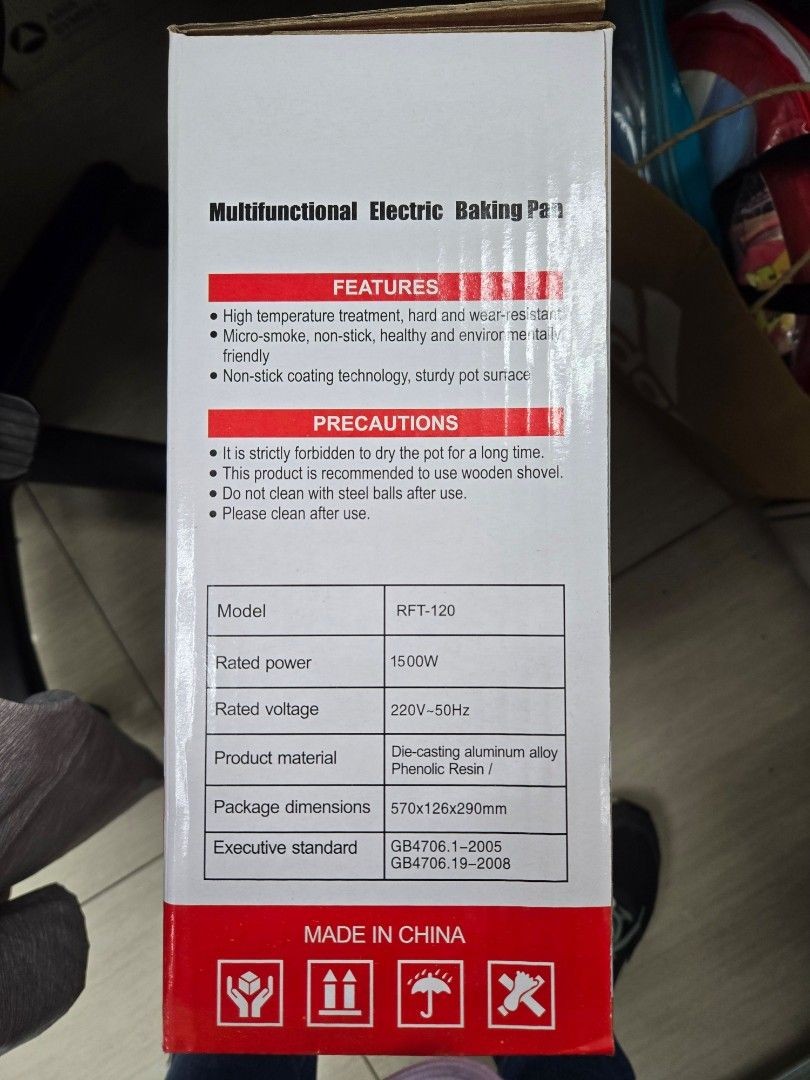 Multifunctional Electric Baking Pan
FEATURES
• High temperature treatment, hard and wear-resistant
• Micro-smoke, non-stick, healthy and environmentally
friendly
• Non-stick coating technology, sturdy pot surface
PRECAUTIONS
• It is strictly forbidden to dry the pot for a long time.
• This product is recommended to use wooden shovel.
• Do not clean with steel balls after use.
• Please clean after use.
Model RFT-120
Rated power 1500W
Rated voltage 220V~50Hz
Product material Die-casting aluminum alloy
Phenolic Resin /
Package dimensions 570x126x290mm
Executive standard GB4706.1-2005
GB4706.19-2008
MADE IN CHINA